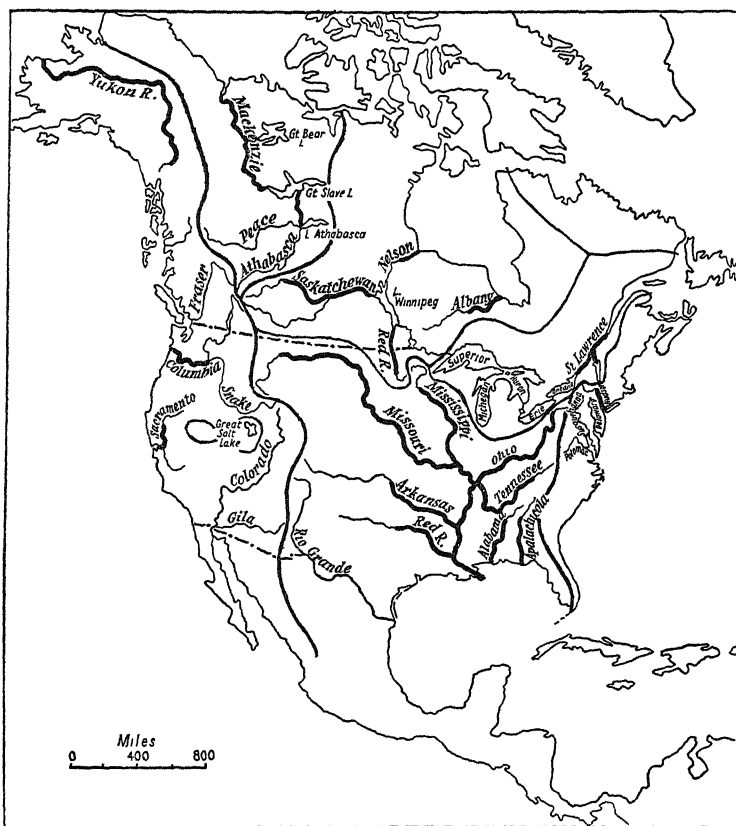 Yukon R.
Mackenzie
Gt Bear
L
Gt Slave L
Peace
L Athabasca
Athabasca
Nelson
Saskatchewan
Fraser
L
Winnipeg
Albany
Red R.
St. Lawrence
Superior
Columbia
Huron
Ontario
Michigan
Erie
Snake
Mississippi
Sacramento
Missouri
Great
Salt
Lake
Potomac
Ohio
Colorado
Tennessee
Arkansas
Alabama
Apalachycola
Red R.
Gila
Rio Grande
Miles
0 400 800